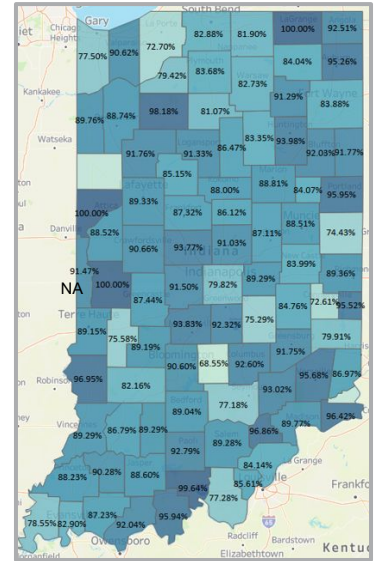 South Bend
Gary
La Porte
82.88% 81.90% 100.00% 92.51%
Chicag
Height
77.50% 90.62% 72.70%
84.04% 95.26%
79.42% 83.68%
82.73%
Kankakee
91.29%
83.88%
98.18% 81.07%
89.76% 88.74%
Watseka
83.35% 93.98%
86.47%
91.76% 91.33%
92.03% 91.77%
85.15%
88.00% 88.81% 84.07%
89.33%
95.95%
100.00%
87.32% 86.12%
Danville
88.52%
88.51%
87.11%
74.43%
90.66% 93.77% 91.03%
Indiana
83.99%
91.47%
Indianapolis
89.36%
NA 100.00%
91.50% 79.82% 89.29%
87.44%
84.76% 72.61% 95.52%
Terre Haute
75.29%
89.15%
93.83% 92.32%
75.58%
79.91%
89.19%
Bloomington
91.75%
90.60% 68.55% 92.60%
Robinson
96.95%
82.16%
95.68% 86.97%
93.02%
77.18%
Bedford
89.04%
96.42%
89.77%
Vincennes
86.79% 89.29%
96.86%
89.29%
89.28%
92.79%
84.14%
La Grange
90.28%
88.23%
88.60%
99.64%
85.61%
ville
Frankfo
77.28%
87.23%
95.94%
78.55% 82.90%
92.04%
65
Owensboro
Radcliff Bardstown
Kentuc
Elizabethtown